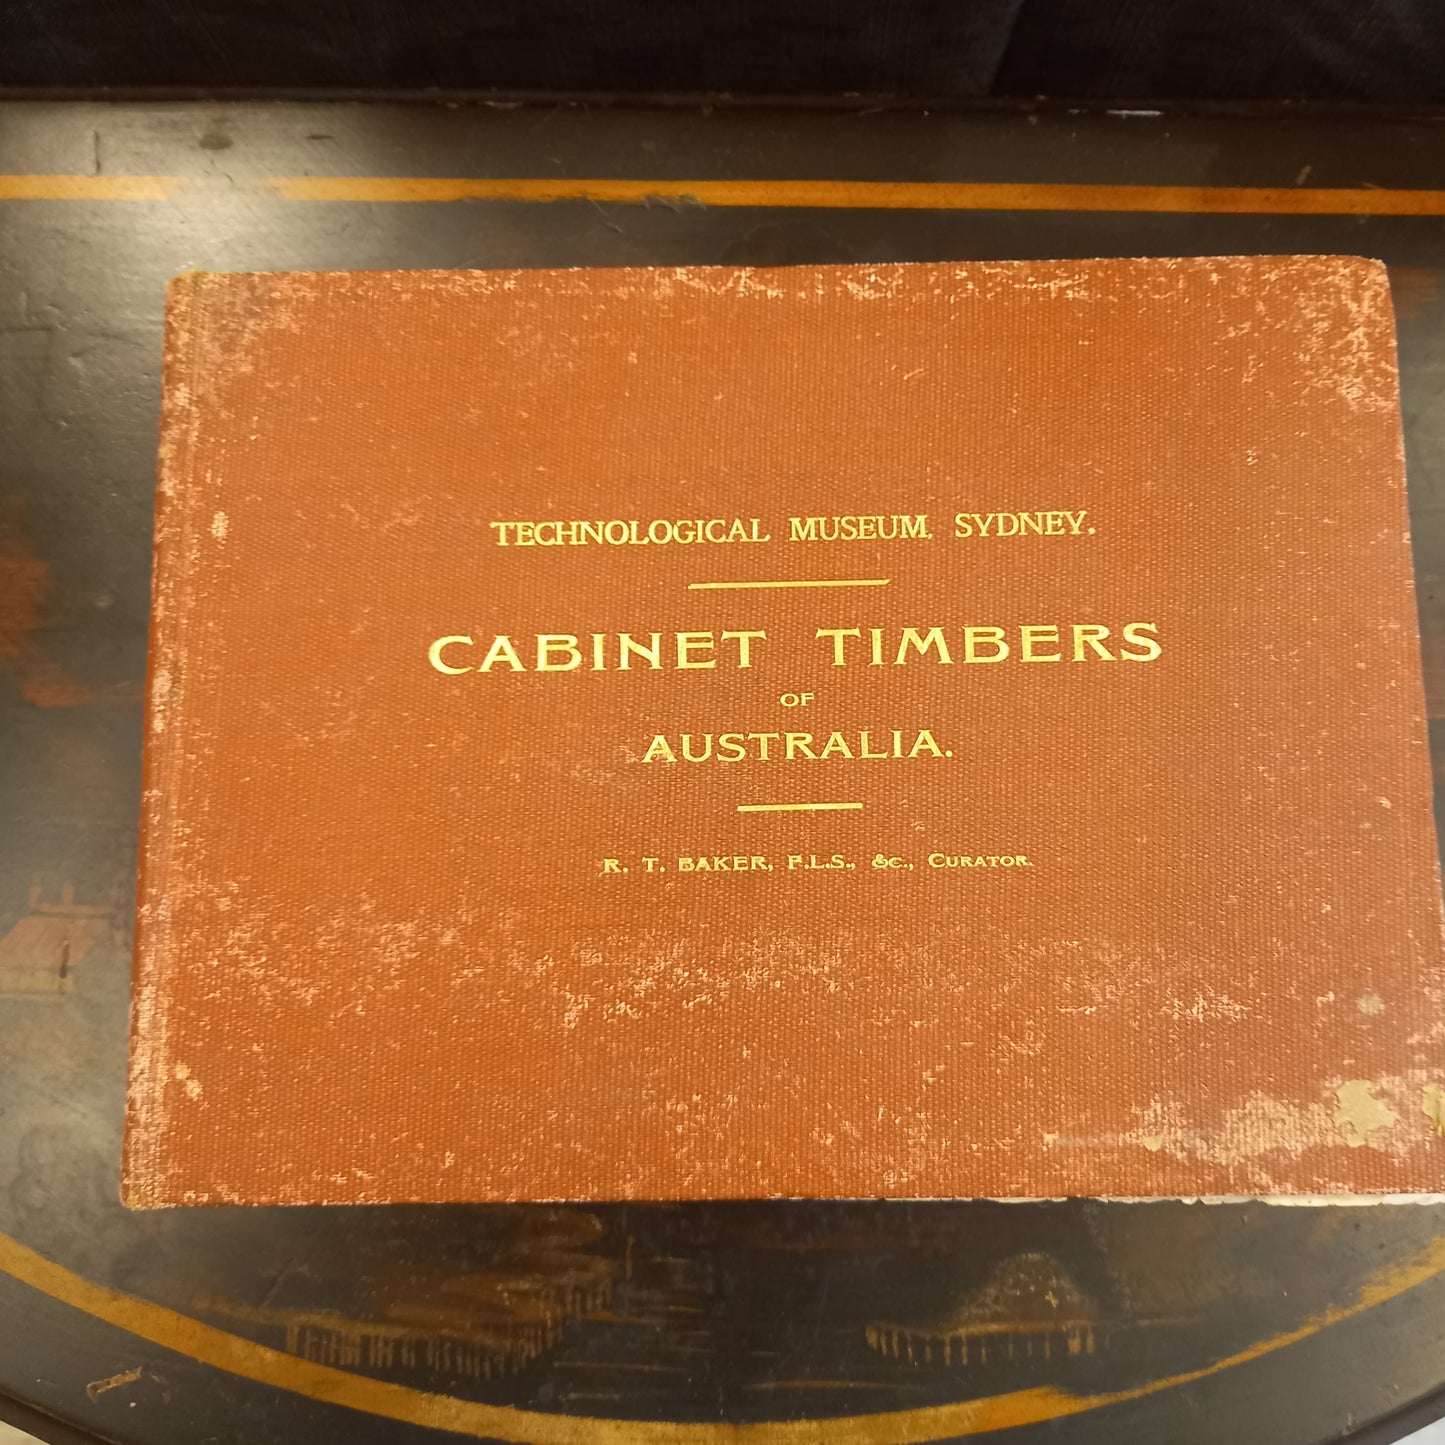 TECHNOLOGICAL MUSEUM, SYDNEY.
CABINET TIMBERS
OF
AUSTRALIA.
R. T. BAKER, F.L.S., &C., CURATOR.